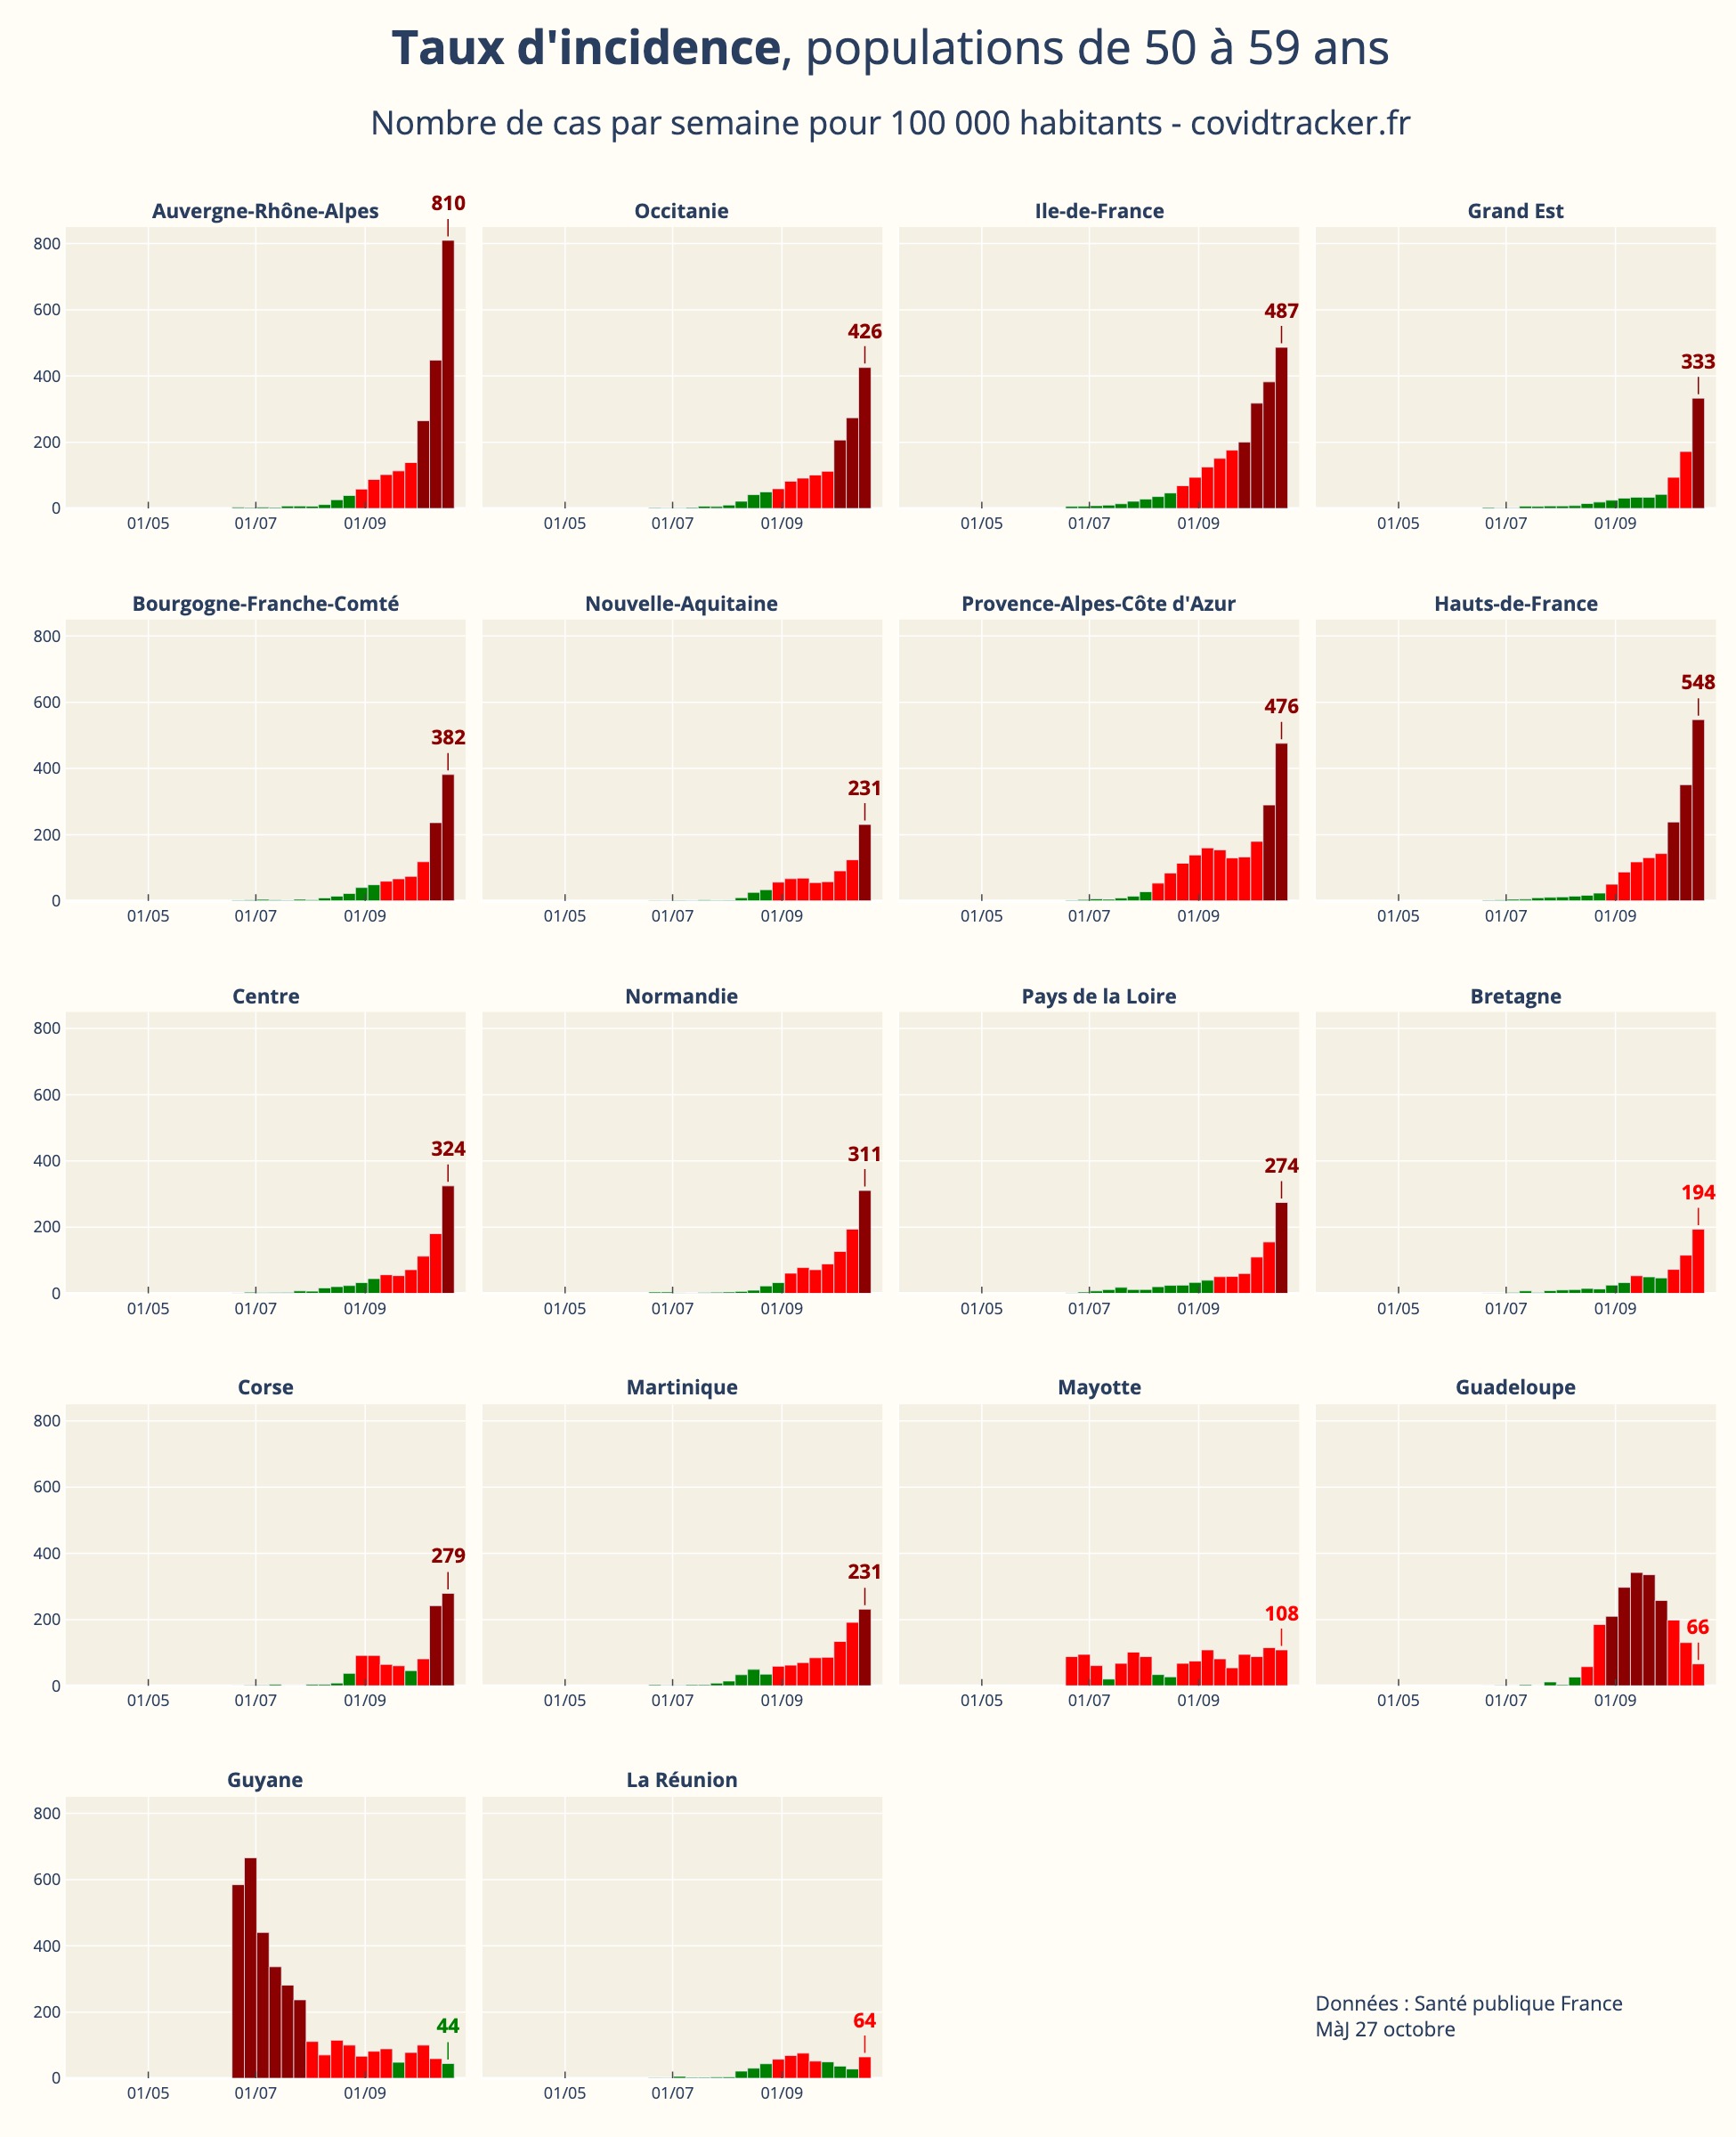 Taux d'incidence, populations de 50 à 59 ans
Nombre de cas par semaine pour 100 000 habitants - covidtracker.fr
Auvergne-Rhône-Alpes
810
800
600
400
200
0
01/05 01/07 01/09
Occitanie
426
01/05 01/07 01/09
Ile-de-France
487
01/05 01/07 01/09
Grand Est
333
01/05 01/07 01/09
Bourgogne-Franche-Comté
800
600
382
400
200
0
01/05 01/07 01/09
Nouvelle-Aquitaine
231
01/05 01/07 01/09
Provence-Alpes-Côte d'Azur
476
01/05 01/07 01/09
Hauts-de-France
548
01/05 01/07 01/09
Centre
800
600
324
400
200
0
01/05 01/07 01/09
Normandie
311
01/05 01/07 01/09
Pays de la Loire
274
01/05 01/07 01/09
Bretagne
194
01/05 01/07 01/09
Corse
800
600
400
279
200
0
01/05 01/07 01/09
Martinique
231
01/05 01/07 01/09
Mayotte
108
01/05 01/07 01/09
Guadeloupe
66
01/05 01/07 01/09
Guyane
800
600
400
200
44
0
01/05 01/07 01/09
La Réunion
64
01/05 01/07 01/09
Données : Santé publique France
MàJ 27 octobre